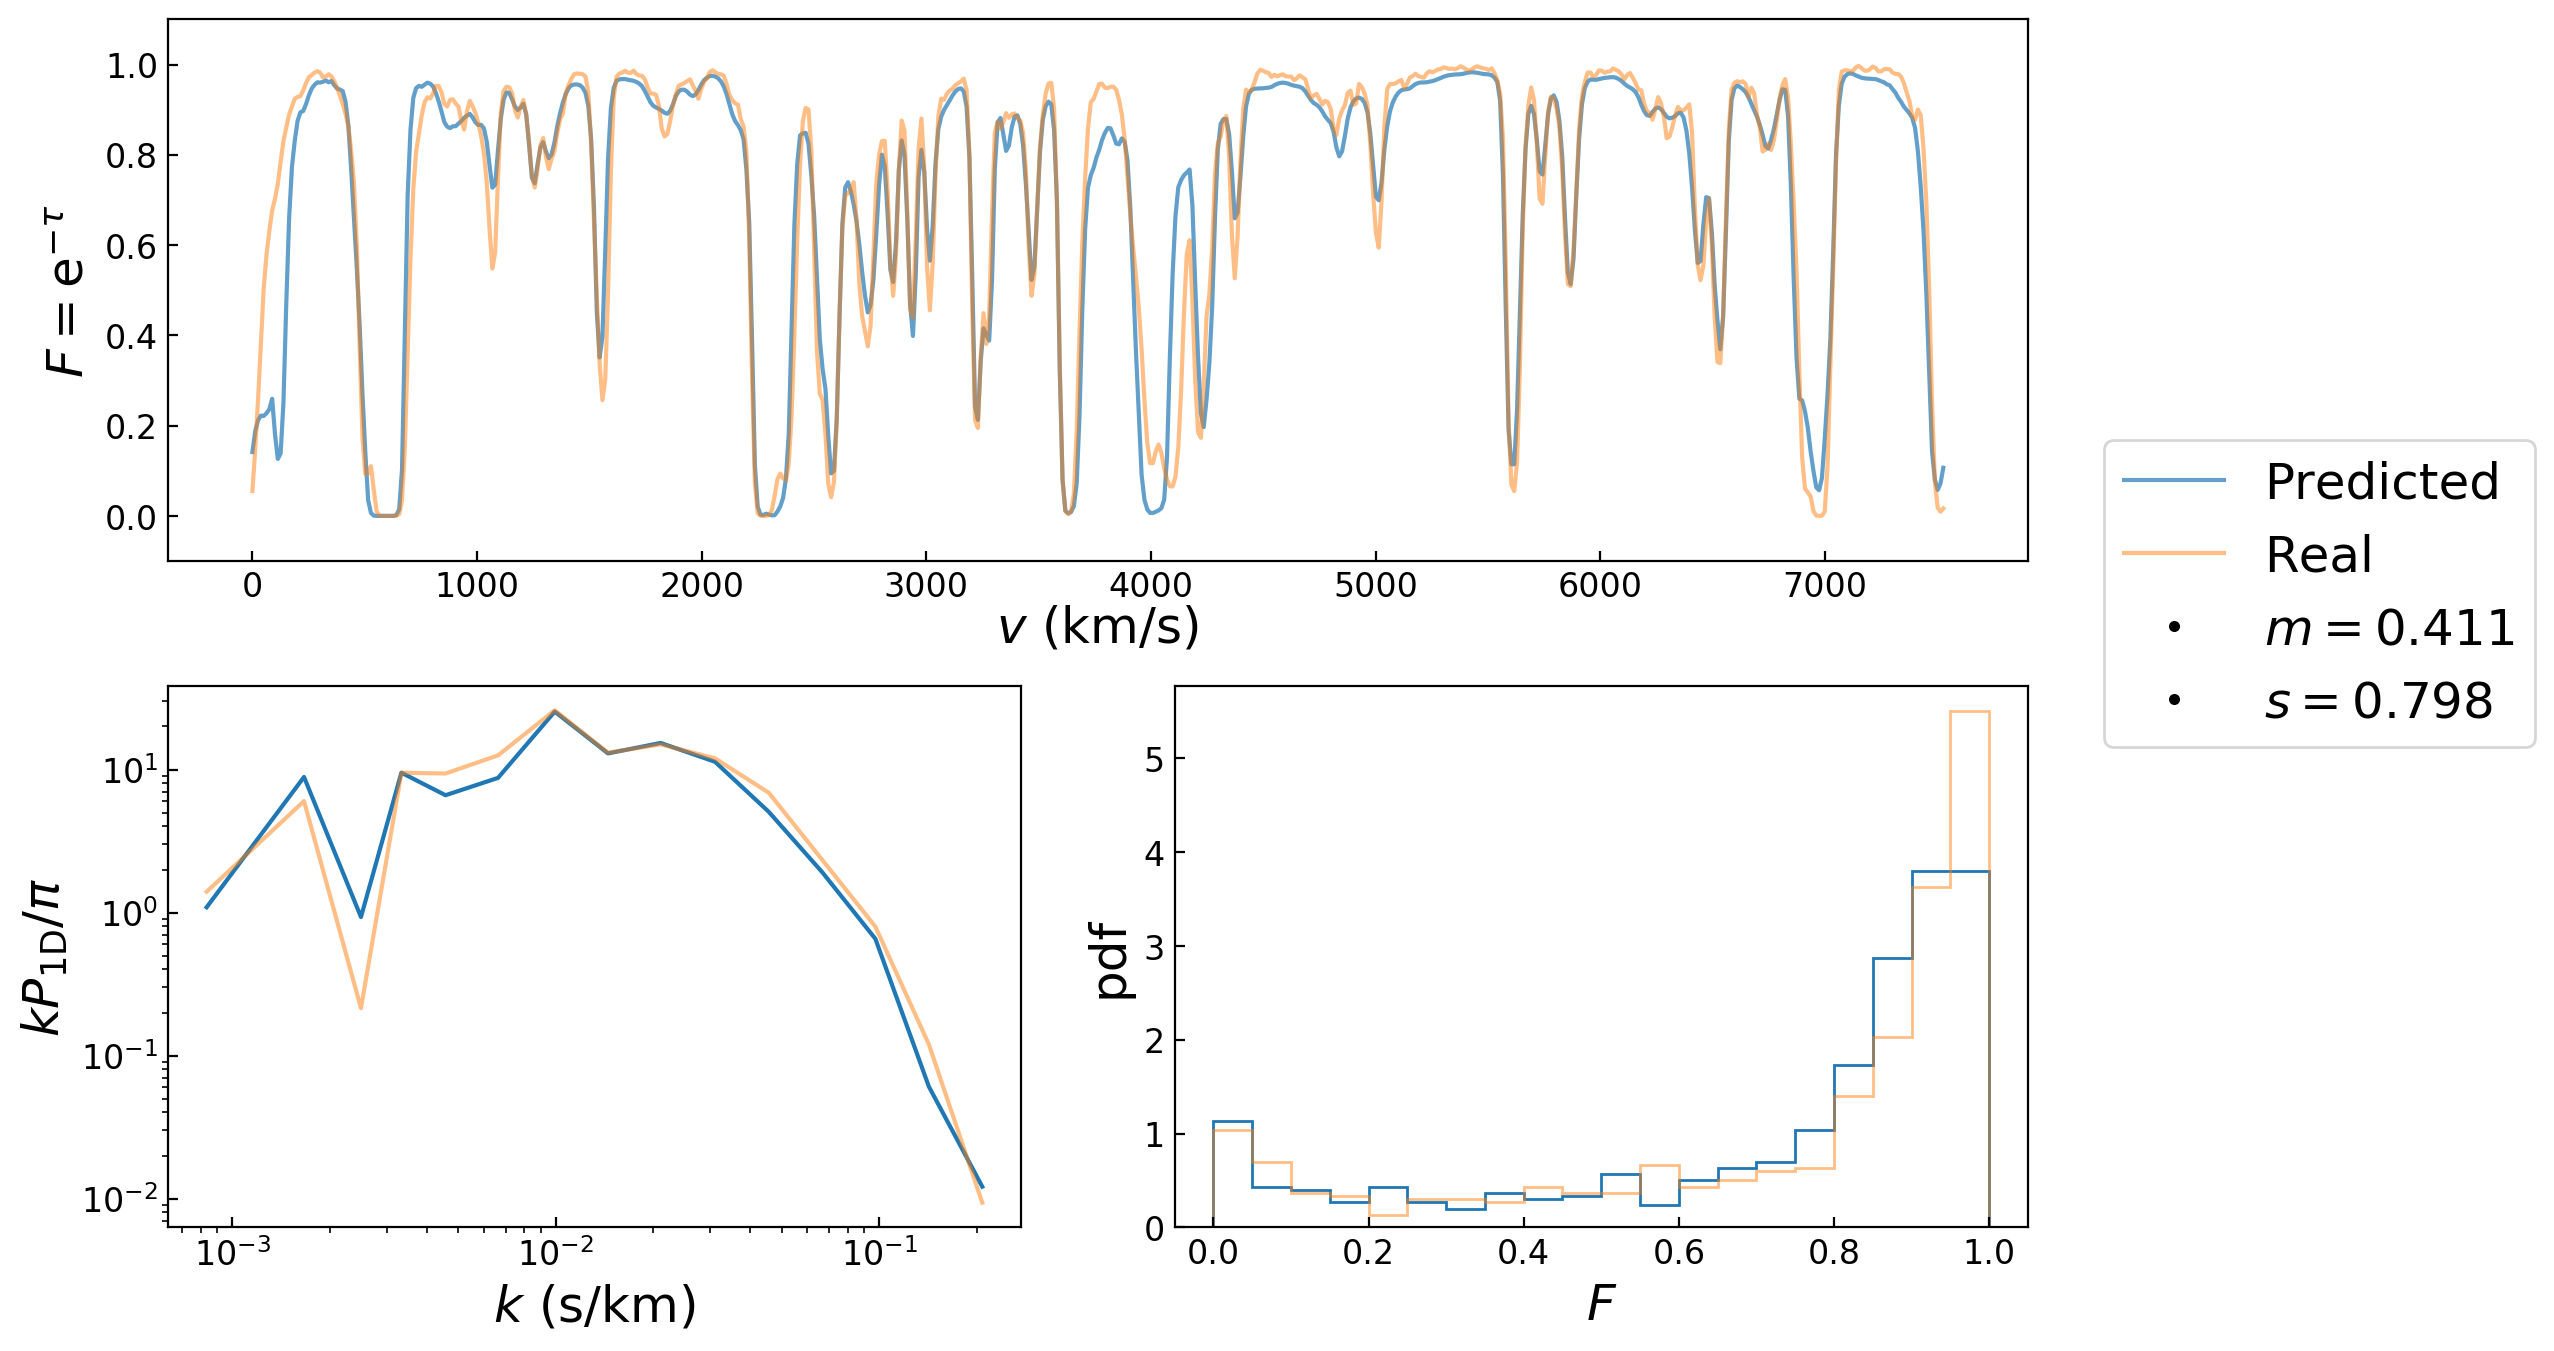 F = e^{−τ}
1.0
0.8
0.6
0.4
0.2
0.0
0 1000 2000 3000 4000 5000 6000 7000
v (km/s)
Predicted
Real
m = 0.411
s = 0.798
kP_{1D}/π
10^1
10^0
10^{−1}
10^{−2}
10^{−3} 10^{−2} 10^{−1}
k (s/km)
pdf
5
4
3
2
1
0
0.0 0.2 0.4 0.6 0.8 1.0
F